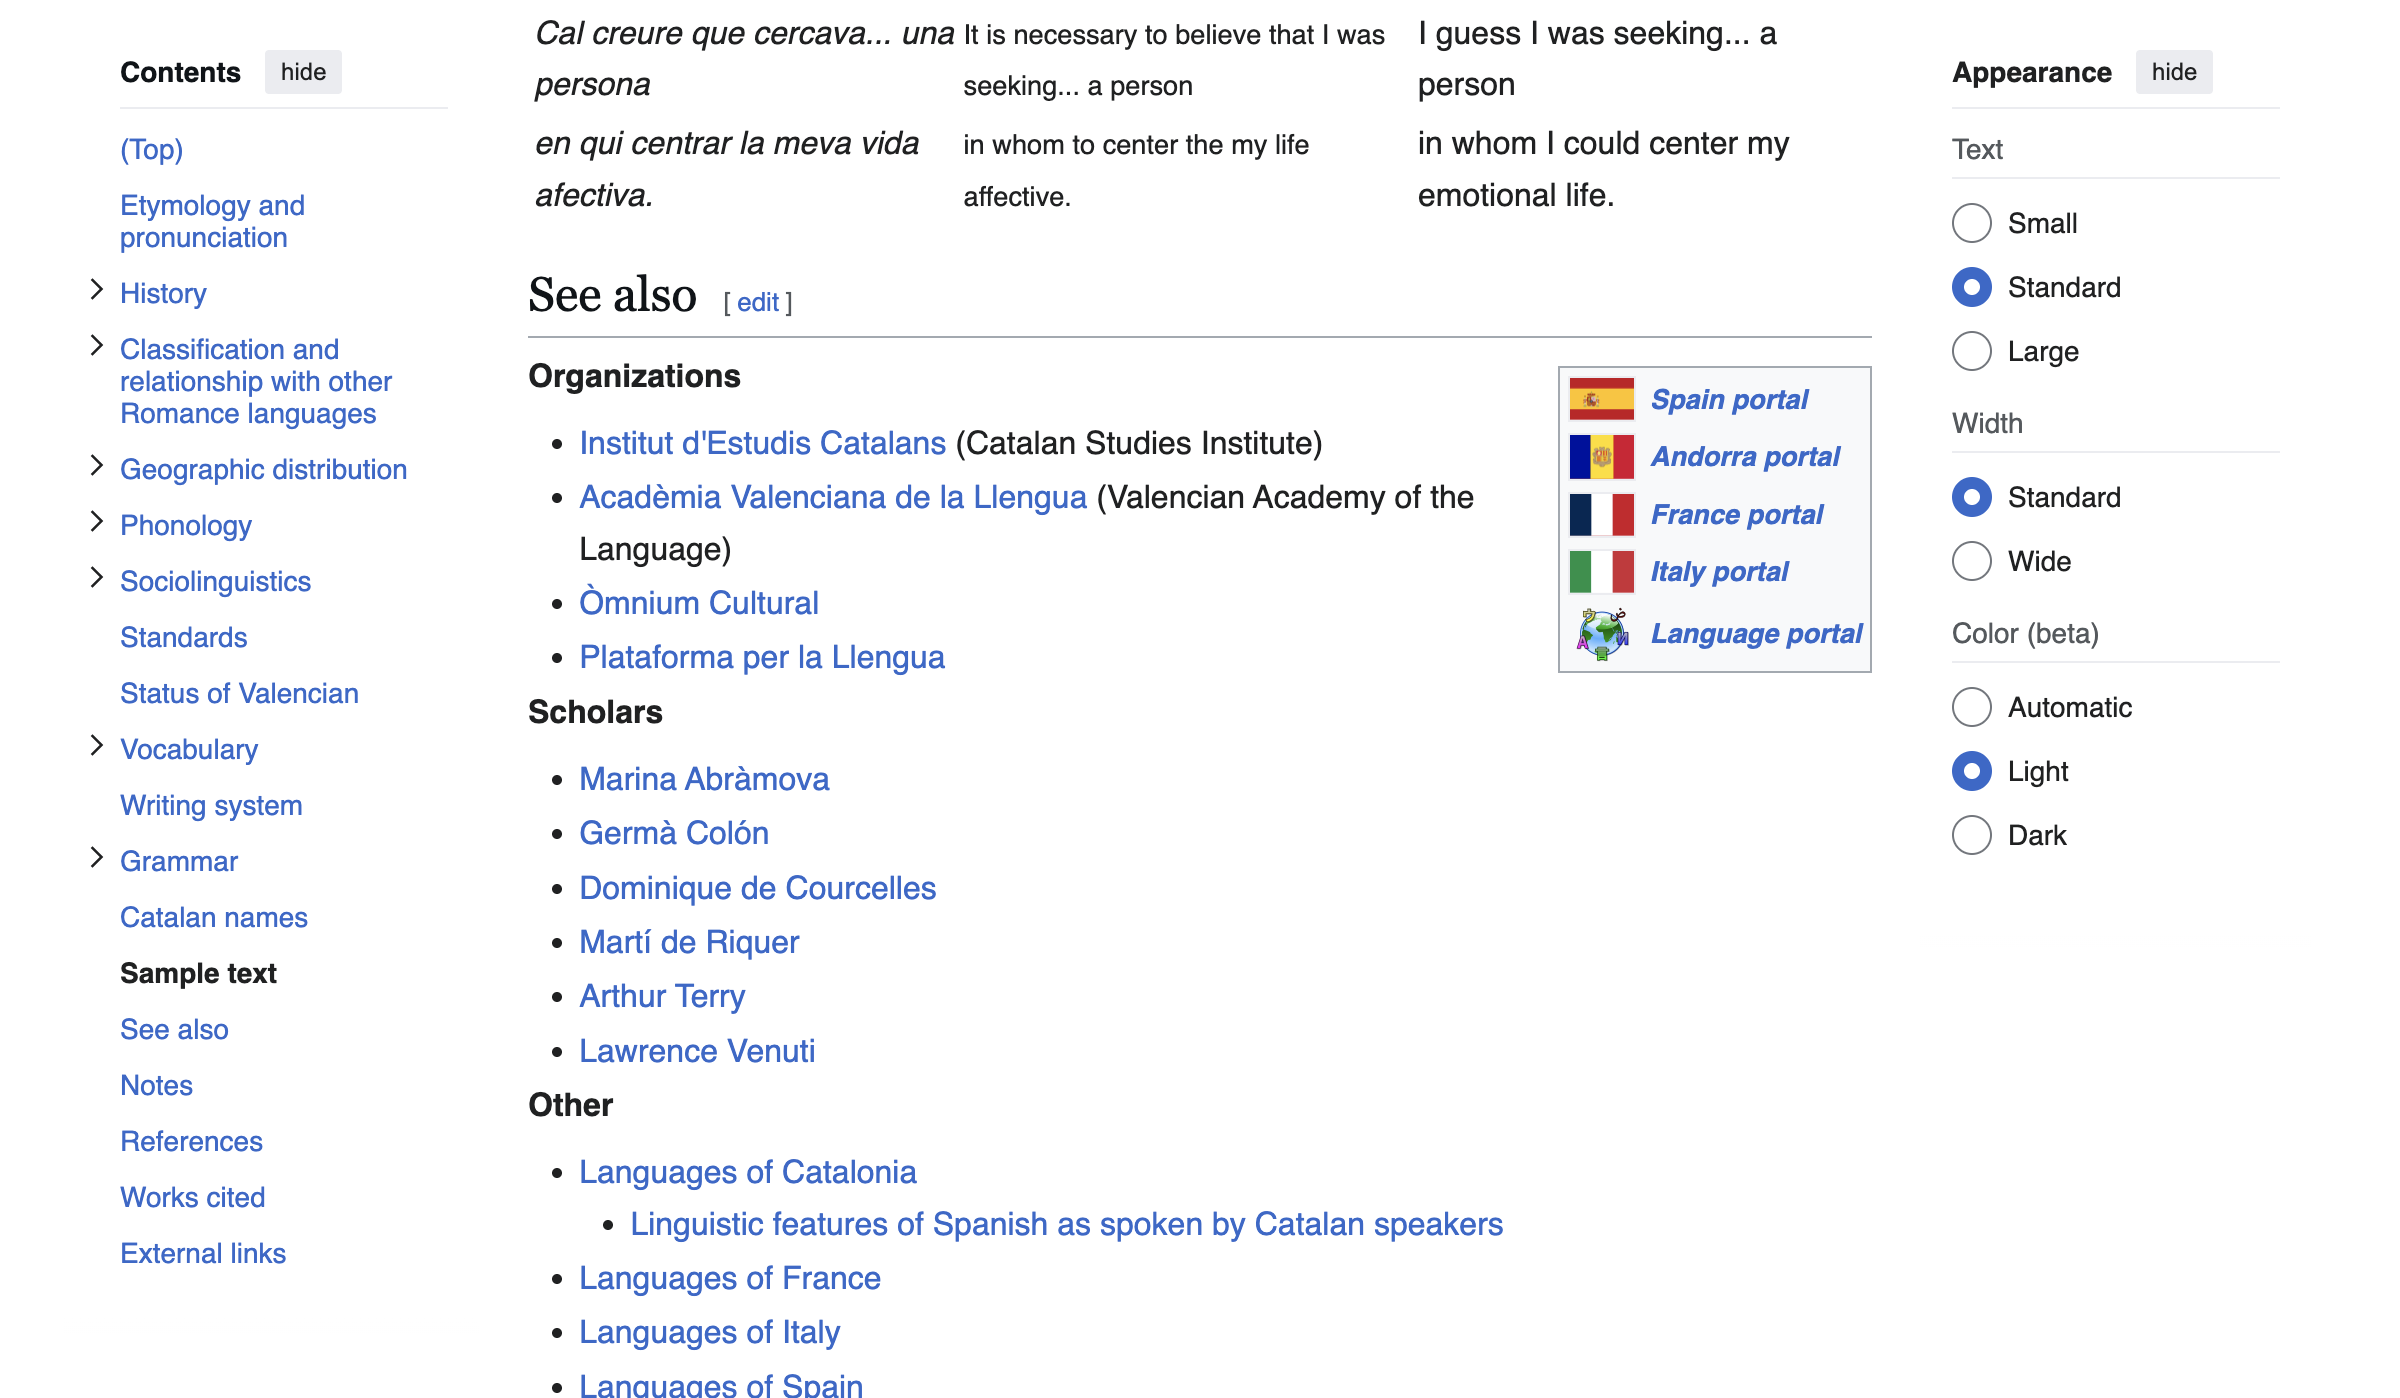 Contents hide
(Top)
Etymology and
pronunciation
History
Classification and
relationship with other
Romance languages
Geographic distribution
Phonology
Sociolinguistics
Standards
Status of Valencian
Vocabulary
Writing system
Grammar
Catalan names
Sample text
See also
Notes
References
Works cited
External links
Cal creure que cercava... una It is necessary to believe that I was I guess I was seeking... a
persona seeking... a person person
en qui centrar la meva vida in whom to center the my life in whom I could center my
afectiva. affective. emotional life.
See also [ edit ]
Organizations
Institut d'Estudis Catalans (Catalan Studies Institute)
Acadèmia Valenciana de la Llengua (Valencian Academy of the
Language)
Òmnium Cultural
Plataforma per la Llengua
Spain portal
Andorra portal
France portal
Italy portal
Language portal
Scholars
Marina Abràmova
Germà Colón
Dominique de Courcelles
Martí de Riquer
Arthur Terry
Lawrence Venuti
Other
Languages of Catalonia
Linguistic features of Spanish as spoken by Catalan speakers
Languages of France
Languages of Italy
Languages of Spain
Appearance hide
Text
Small
Standard
Large
Width
Standard
Wide
Color (beta)
Automatic
Light
Dark